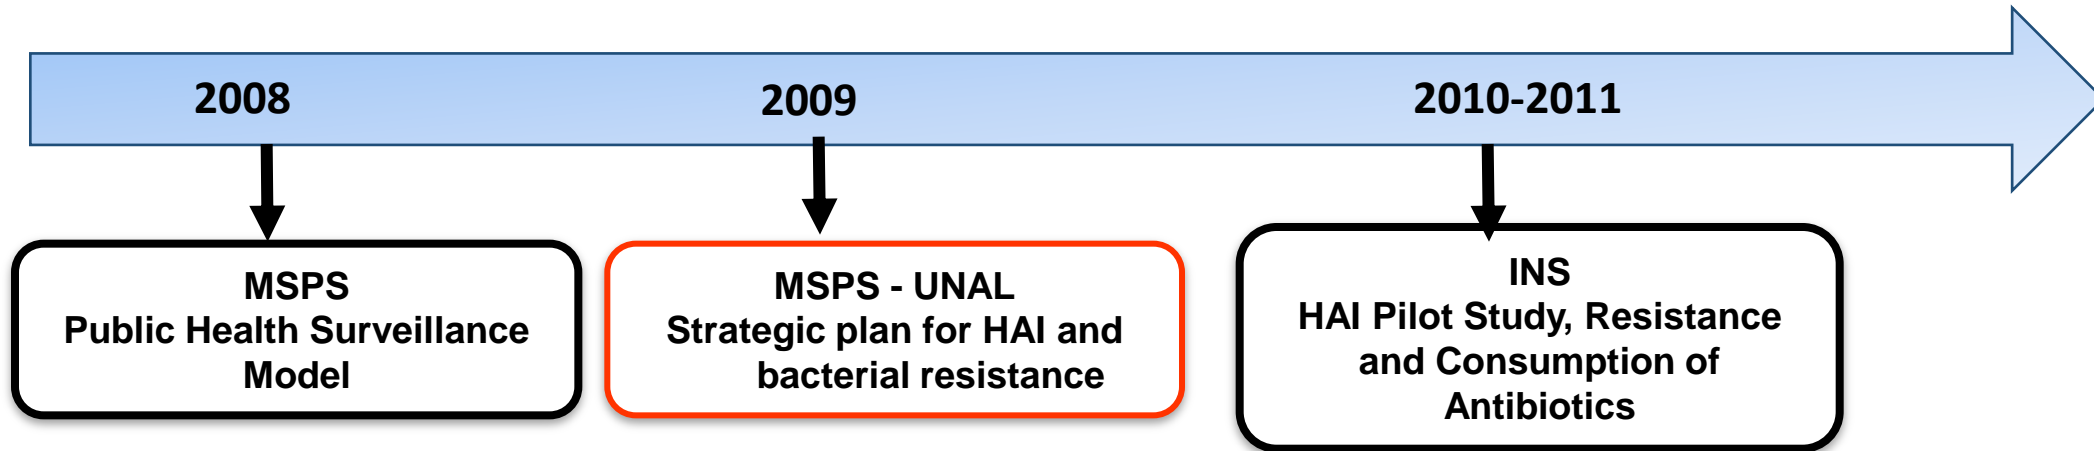 2008
2009
2010-2011
MSPS
Public Health Surveillance
Model
MSPS - UNAL
Strategic plan for HAI and
bacterial resistance
INS
HAI Pilot Study, Resistance
and Consumption of
Antibiotics